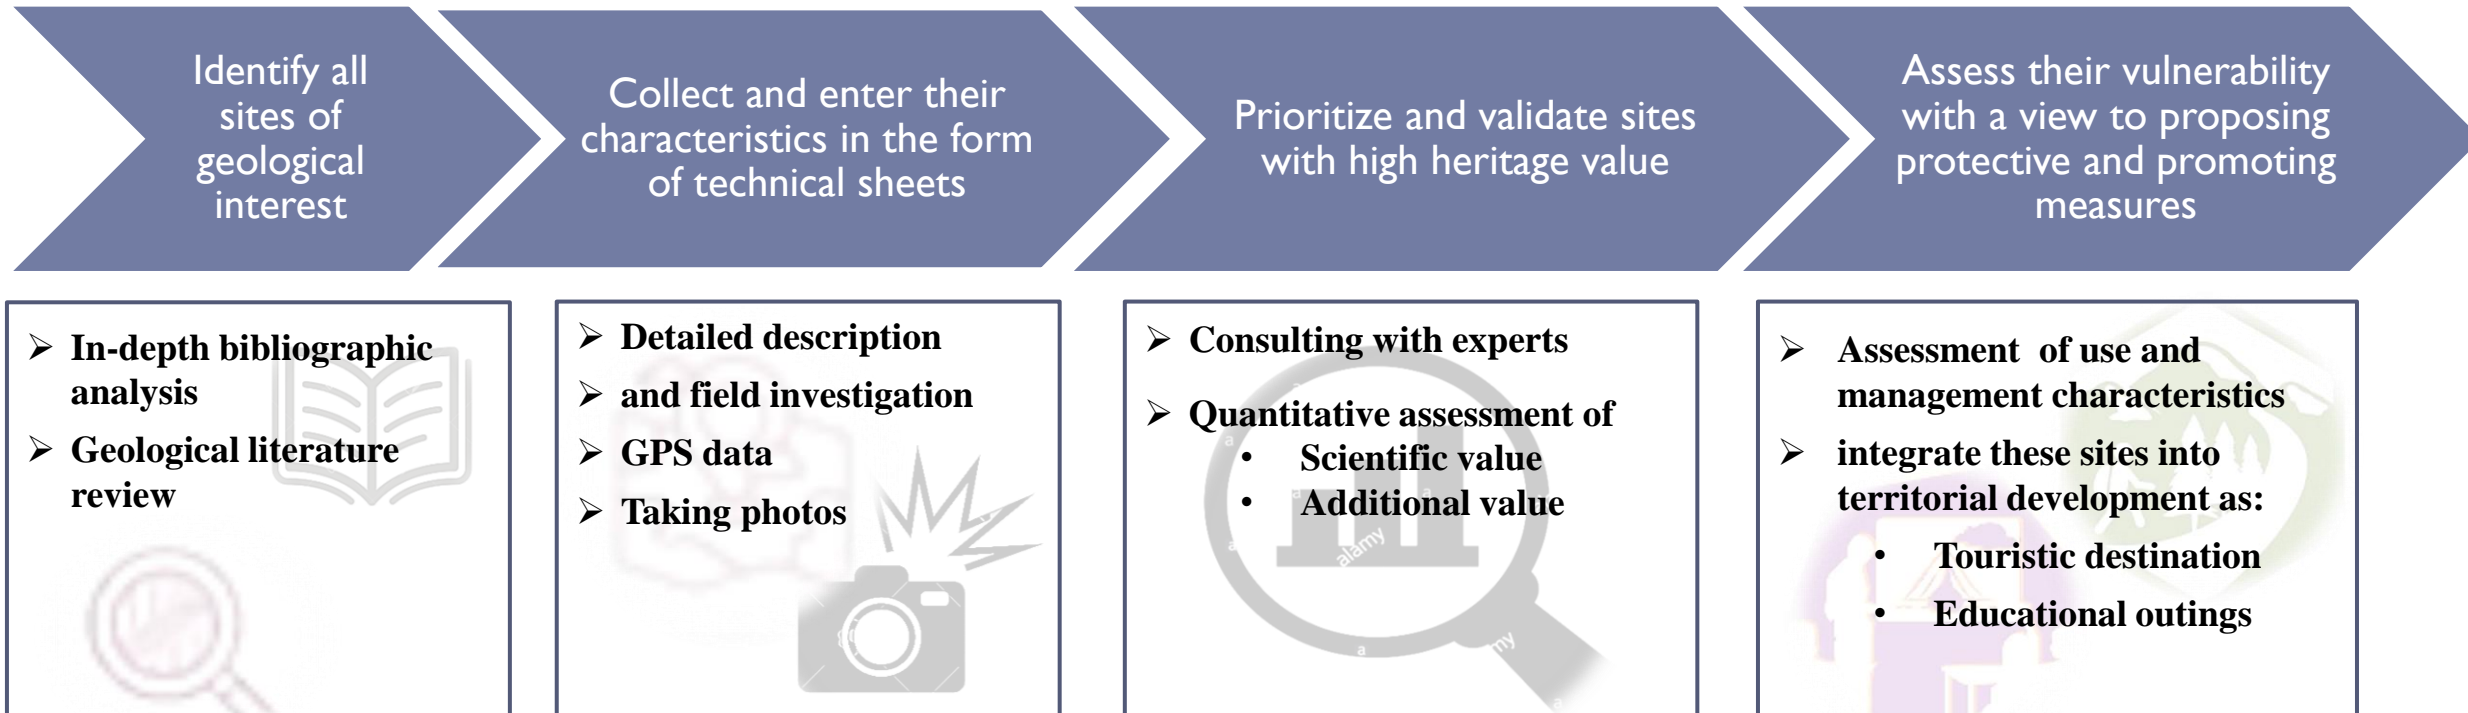 Identify all
sites of
geological
interest
Collect and enter their
characteristics in the form
of technical sheets
Prioritize and validate sites
with high heritage value
Assess their vulnerability
with a view to proposing
protective and promoting
measures
➢ In-depth bibliographic
analysis
➢ Geological literature
review
➢ Detailed description
➢ and field investigation
➢ GPS data
➢ Taking photos
➢ Consulting with experts
➢ Quantitative assessment of
• Scientific value
• Additional value
alamy
a
➢ Assessment of use and
management characteristics
➢ integrate these sites into
territorial development as:
• Touristic destination
• Educational outings